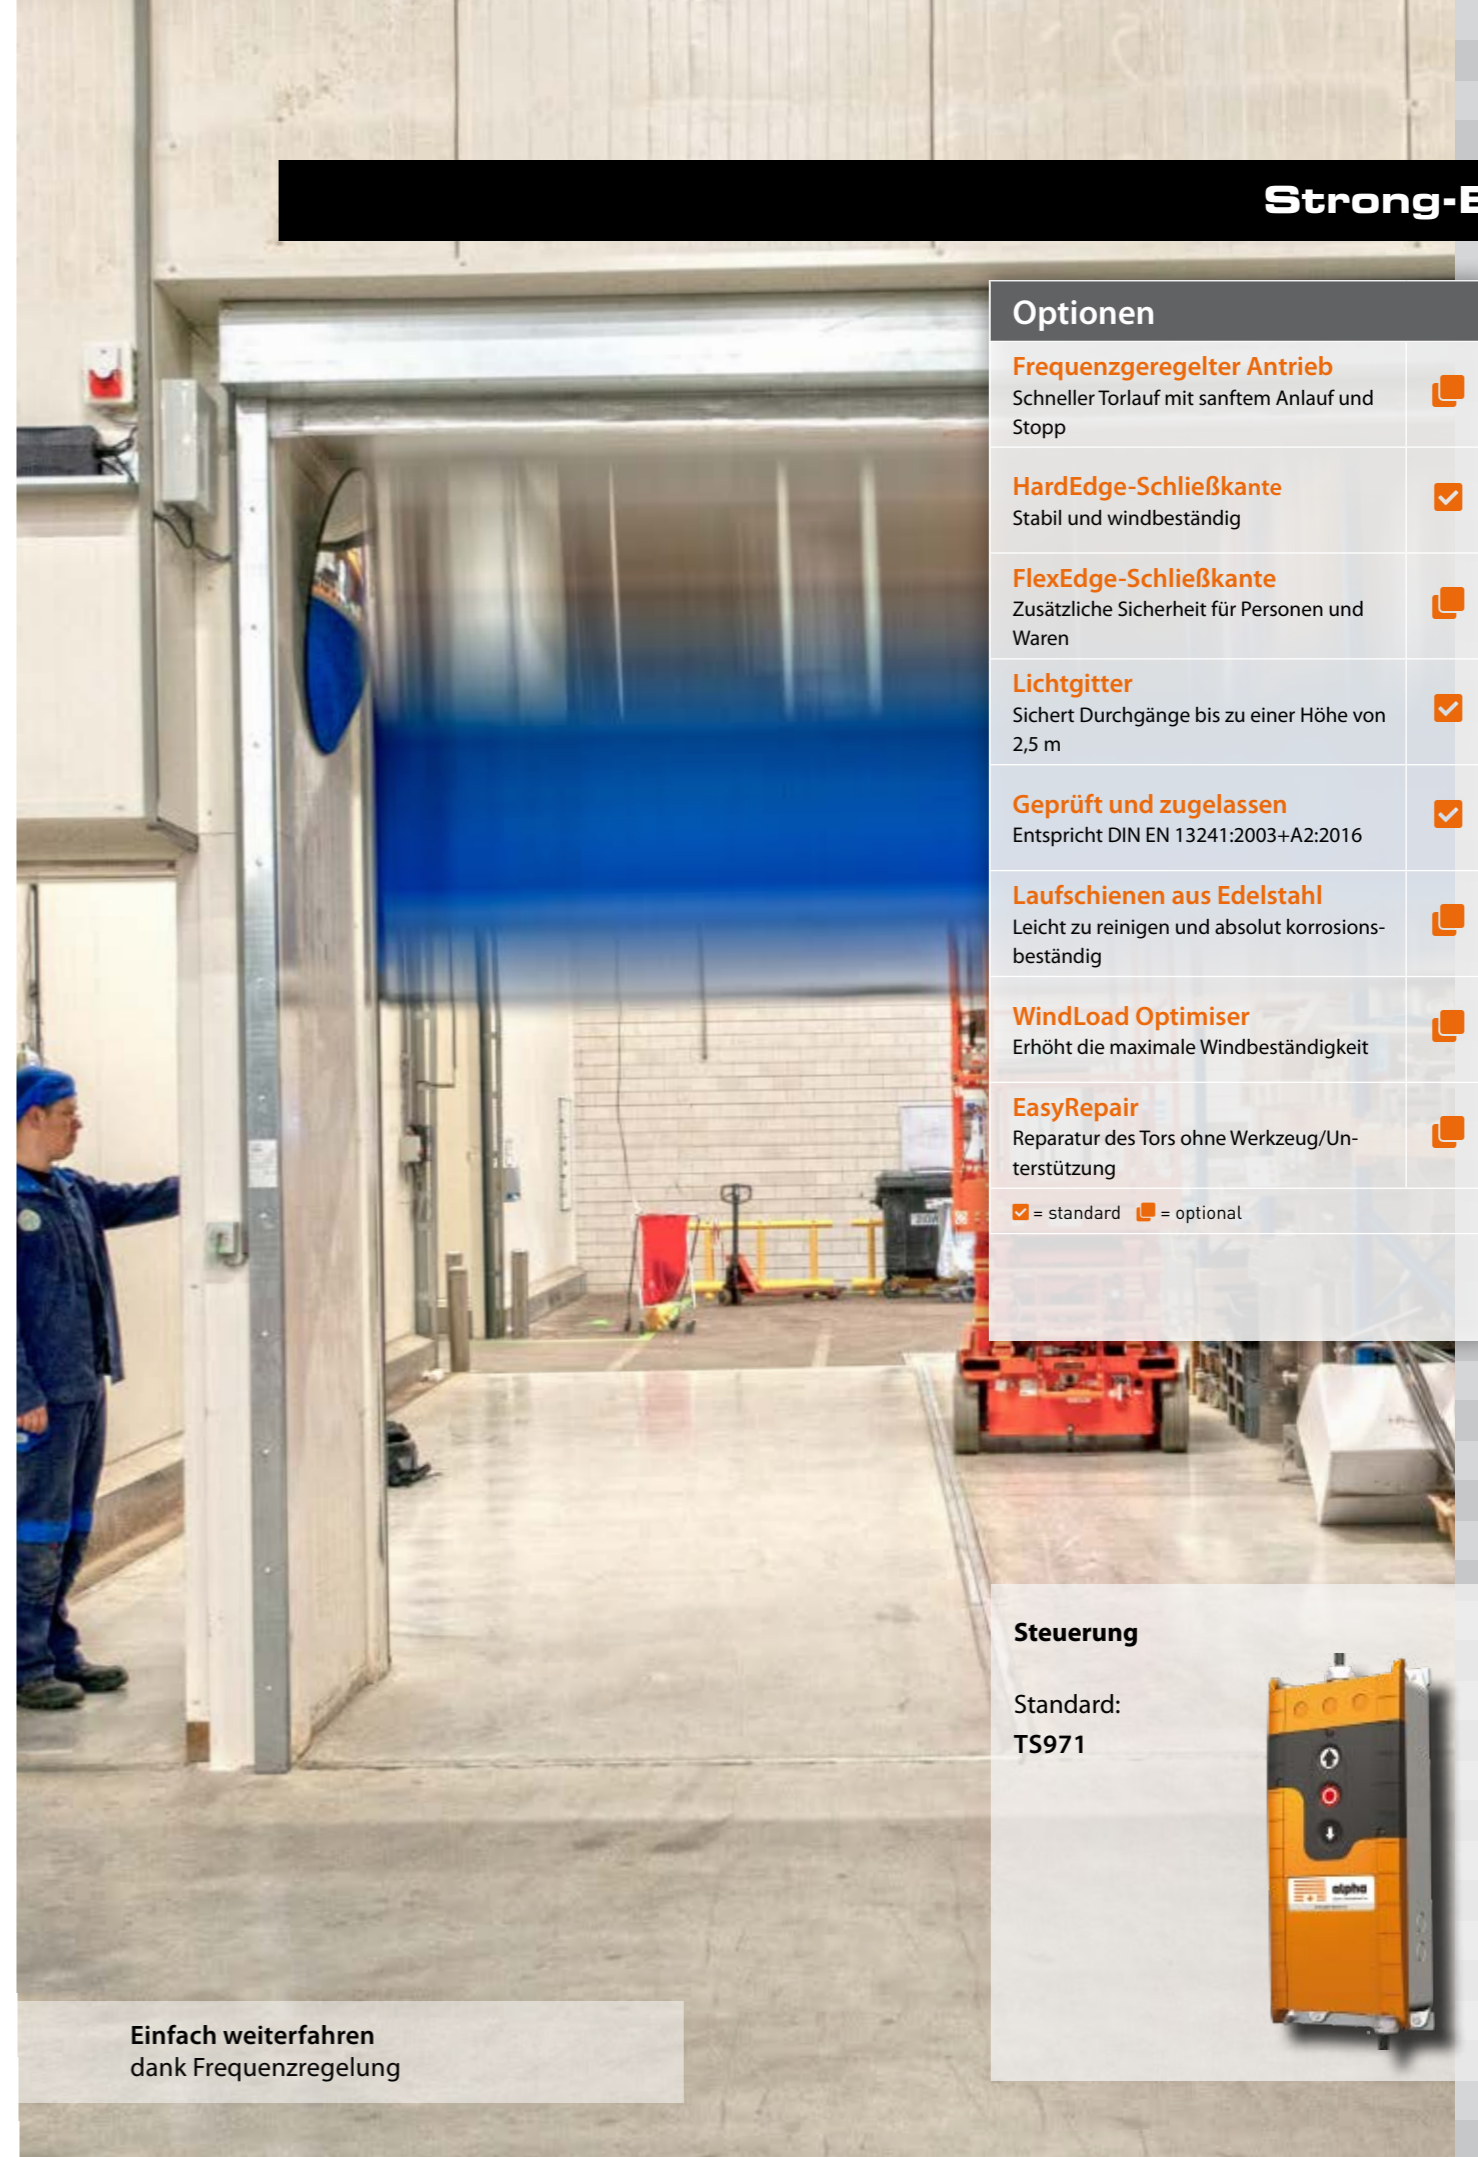 Strong-E
Optionen
Frequenzgeregelter Antrieb
Schneller Torlauf mit sanftem Anlauf und
Stopp
HardEdge-Schließkante
Stabil und windbeständig
FlexEdge-Schließkante
Zusätzliche Sicherheit für Personen und
Waren
Lichtgitter
Sichert Durchgänge bis zu einer Höhe von
2,5 m
Geprüft und zugelassen
Entspricht DIN EN 13241:2003+A2:2016
Laufschienen aus Edelstahl
Leicht zu reinigen und absolut korrosions-
beständig
WindLoad Optimiser
Erhöht die maximale Windbeständigkeit
EasyRepair
Reparatur des Tors ohne Werkzeug/Un-
terstützung
= standard = optional
Steuerung
Standard:
TS971
alpha
Einfach weiterfahren
dank Frequenzregelung